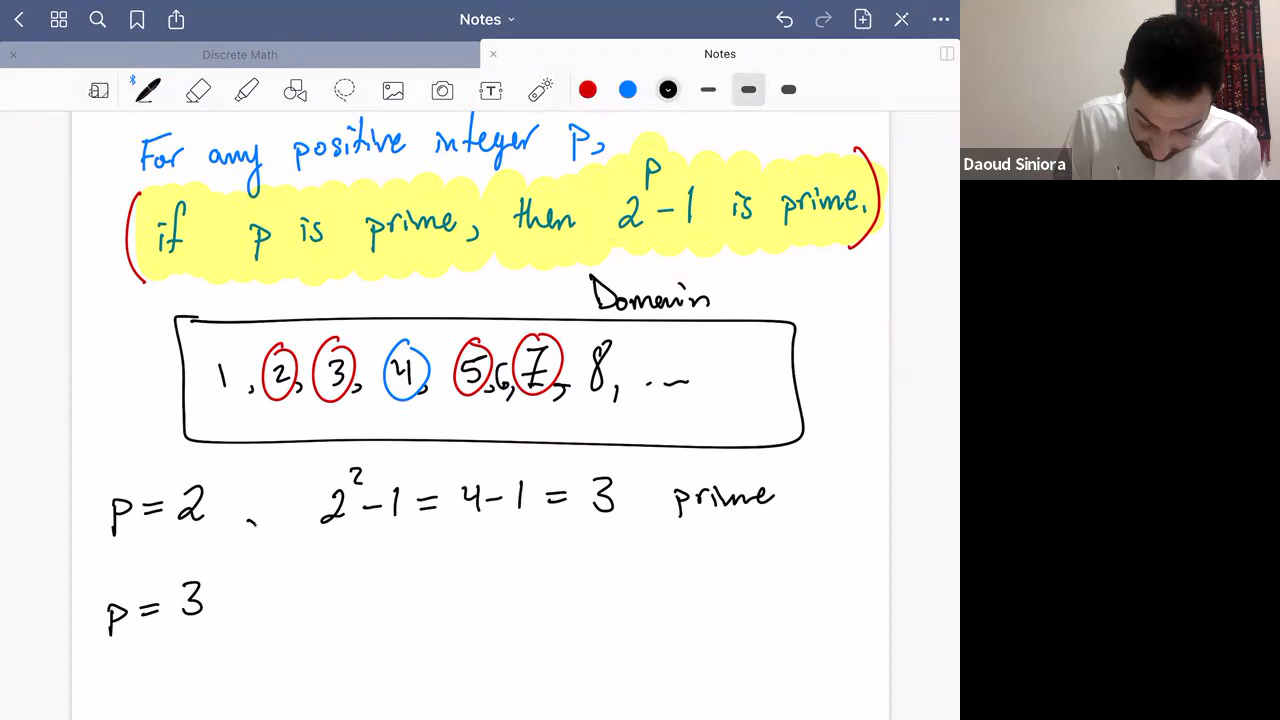 Notes
Discrete Math
Notes
Daoud Siniora
For any positive integer p,
(if p is prime, then 2^p - 1 is prime.)
Domain
1, 2, 3, 4, 5, 6, 7, 8, ...
p = 2, 2^2 - 1 = 4 - 1 = 3 prime
p = 3